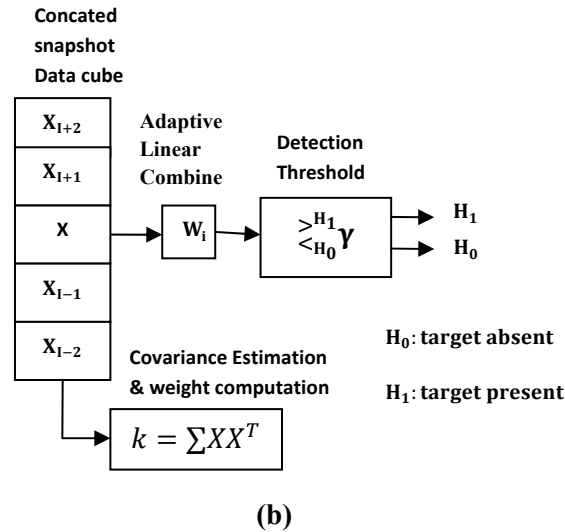 Concated
snapshot
Data cube
X_{I+2}
X_{I+1}
X
X_{I-1}
X_{I-2}
Adaptive
Linear
Combine
W_i
Detection
Threshold
>^{H_1}
<_{H_0} γ
H_1
H_0
H_0: target absent
H_1: target present
Covariance Estimation
& weight computation
k = ∑XX^T
(b)